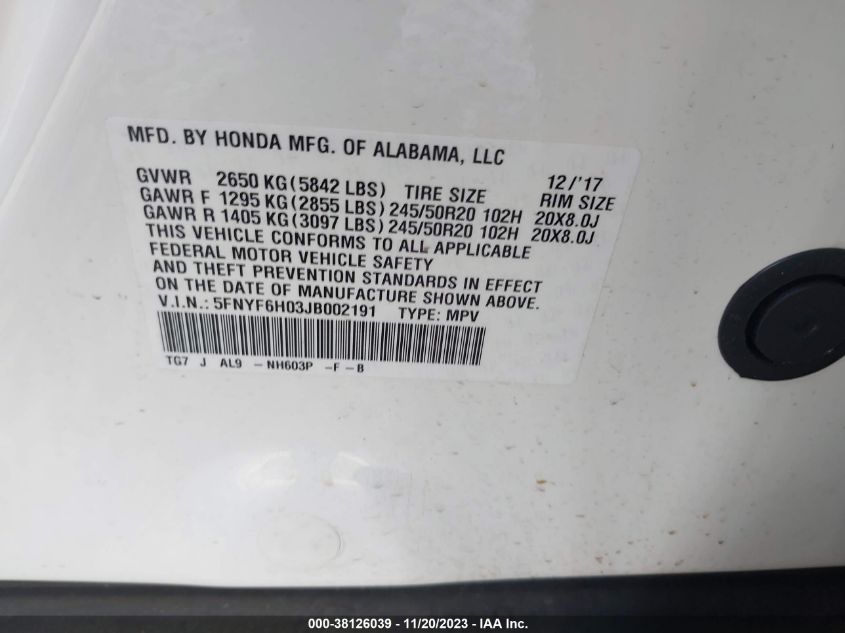 MFD. BY HONDA MFG. OF ALABAMA, LLC
12/'17
GVWR 2650 KG(5842 LBS) TIRE SIZE RIM SIZE
GAWR F 1295 KG(2855 LBS)245/50R20 102H 20X8.0J
GAWR R 1405 KG(3097 LBS)245/50R20 102H 20X8.0J
THIS VEHICLE CONFORMS TO ALL APPLICABLE
FEDERAL MOTOR VEHICLE SAFETY
AND THEFT PREVENTION STANDARDS IN EFFECT
ON THE DATE OF MANUFACTURE SHOWN ABOVE.
V.I.N.: 5FNYF6H03JB002191 TYPE: MPV
TG7 J AL9 -NH603P -F-B
000-38126039 - 11/20/2023 - IAA Inc.